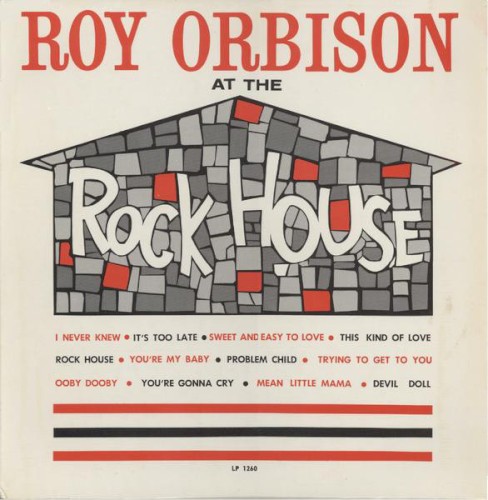 ROY ORBISON
AT THE
ROCK HOUSE
I NEVER KNEW • IT'S TOO LATE • SWEET AND EASY TO LOVE • THIS KIND OF LOVE
ROCK HOUSE • YOU'RE MY BABY • PROBLEM CHILD • TRYING TO GET TO YOU
OOBY DOOBY • YOU'RE GONNA CRY • MEAN LITTLE MAMA • DEVIL DOLL
LP 1260